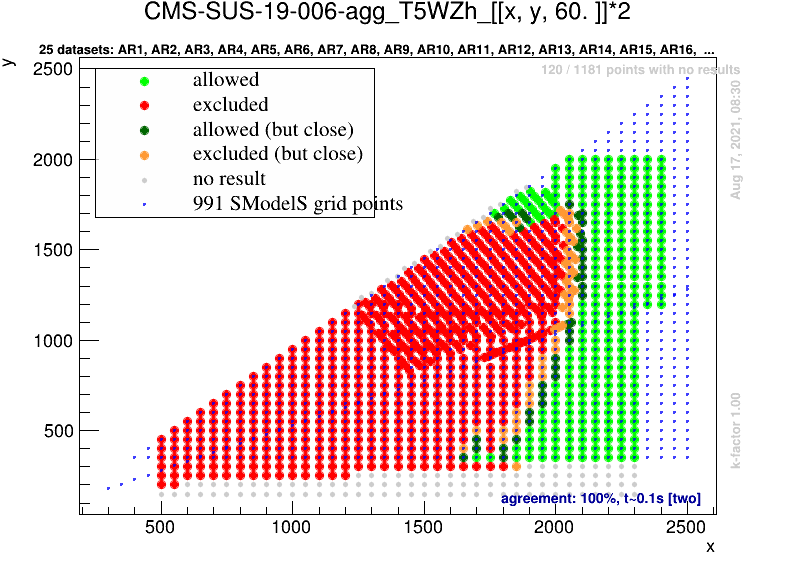 CMS-SUS-19-006-agg_T5WZh_[[x, y, 60. ]]*2
25 datasets: AR1, AR2, AR3, AR4, AR5, AR6, AR7, AR8, AR9, AR10, AR11, AR12, AR13, AR14, AR15, AR16, ...
y
120 / 1181 points with no results
allowed
excluded
allowed (but close)
excluded (but close)
no result
991 SModelS grid points
Aug 17, 2021, 08:30
k-factor 1.00
2500
2000
1500
1000
500
agreement: 100%, t~0.1s [two]
500 1000 1500 2000 2500
x